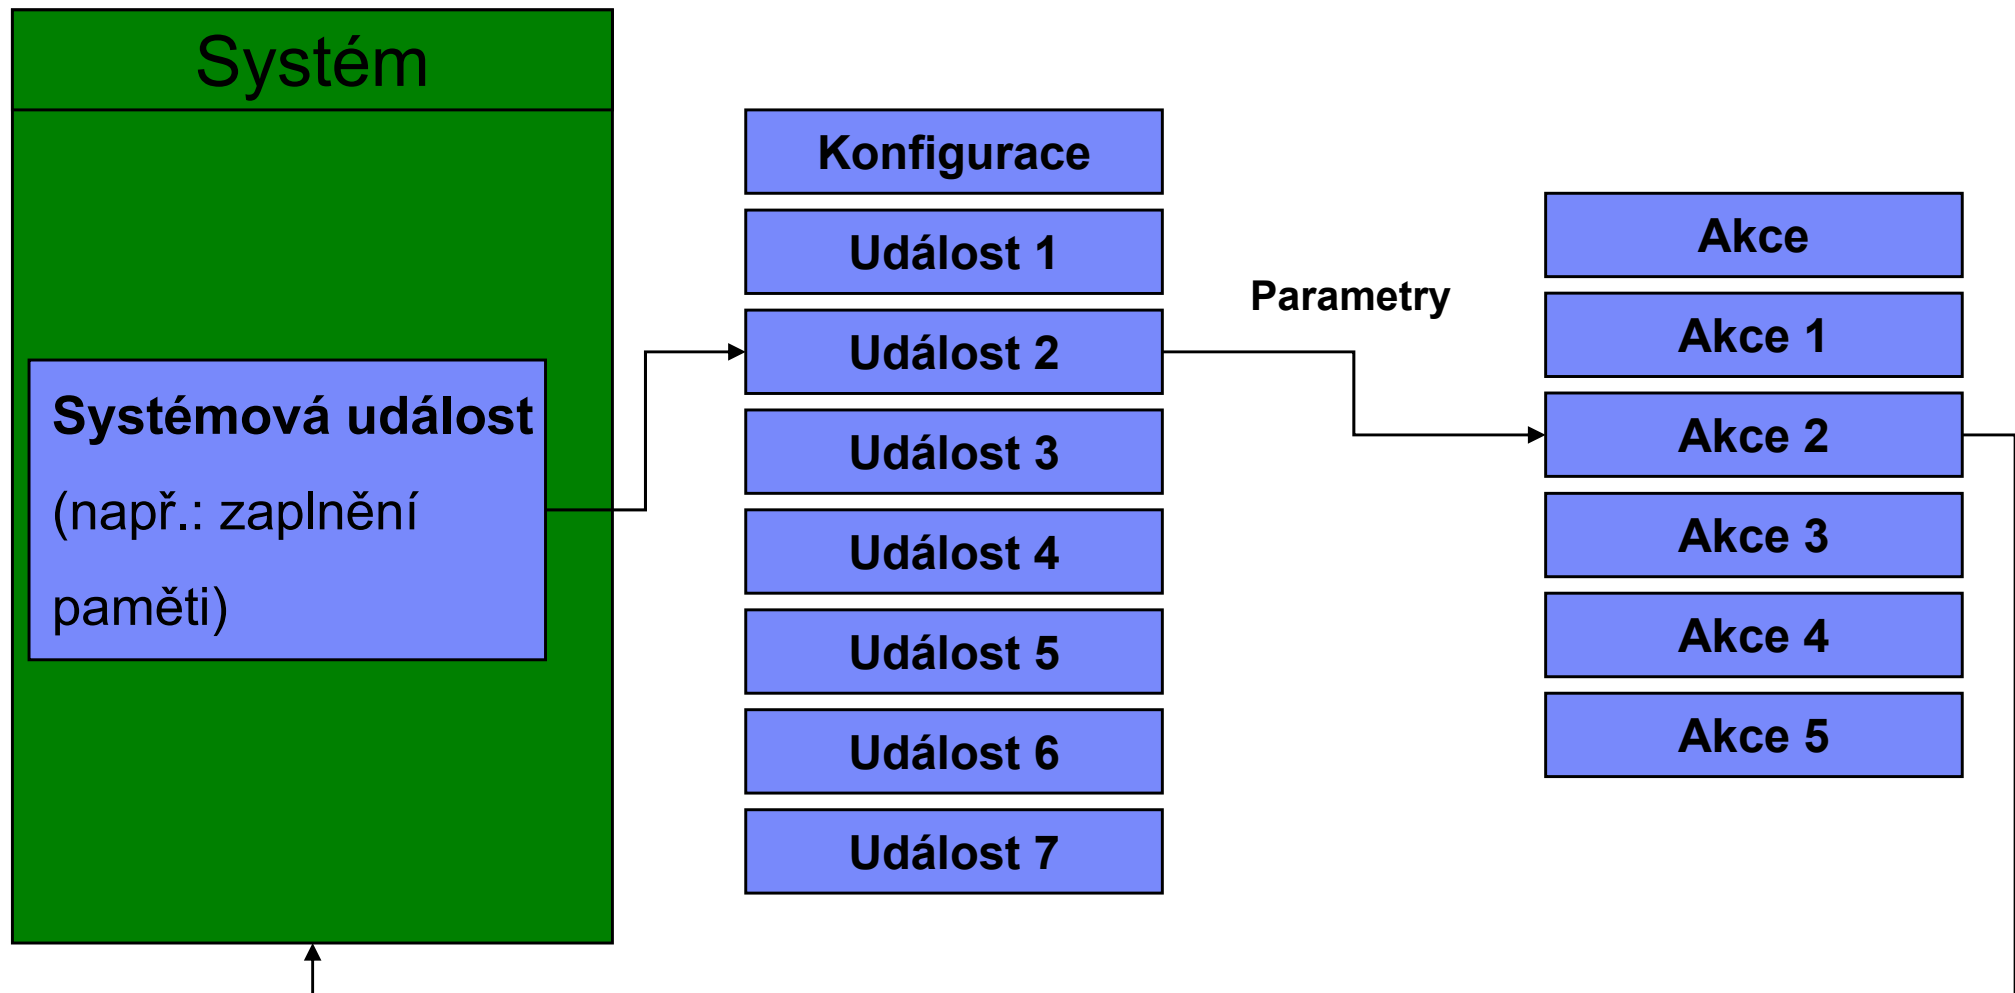 Systém
Systémová událost
(např.: zaplnění
paměti)
Konfigurace
Událost 1
Událost 2
Událost 3
Událost 4
Událost 5
Událost 6
Událost 7
Parametry
Akce
Akce 1
Akce 2
Akce 3
Akce 4
Akce 5